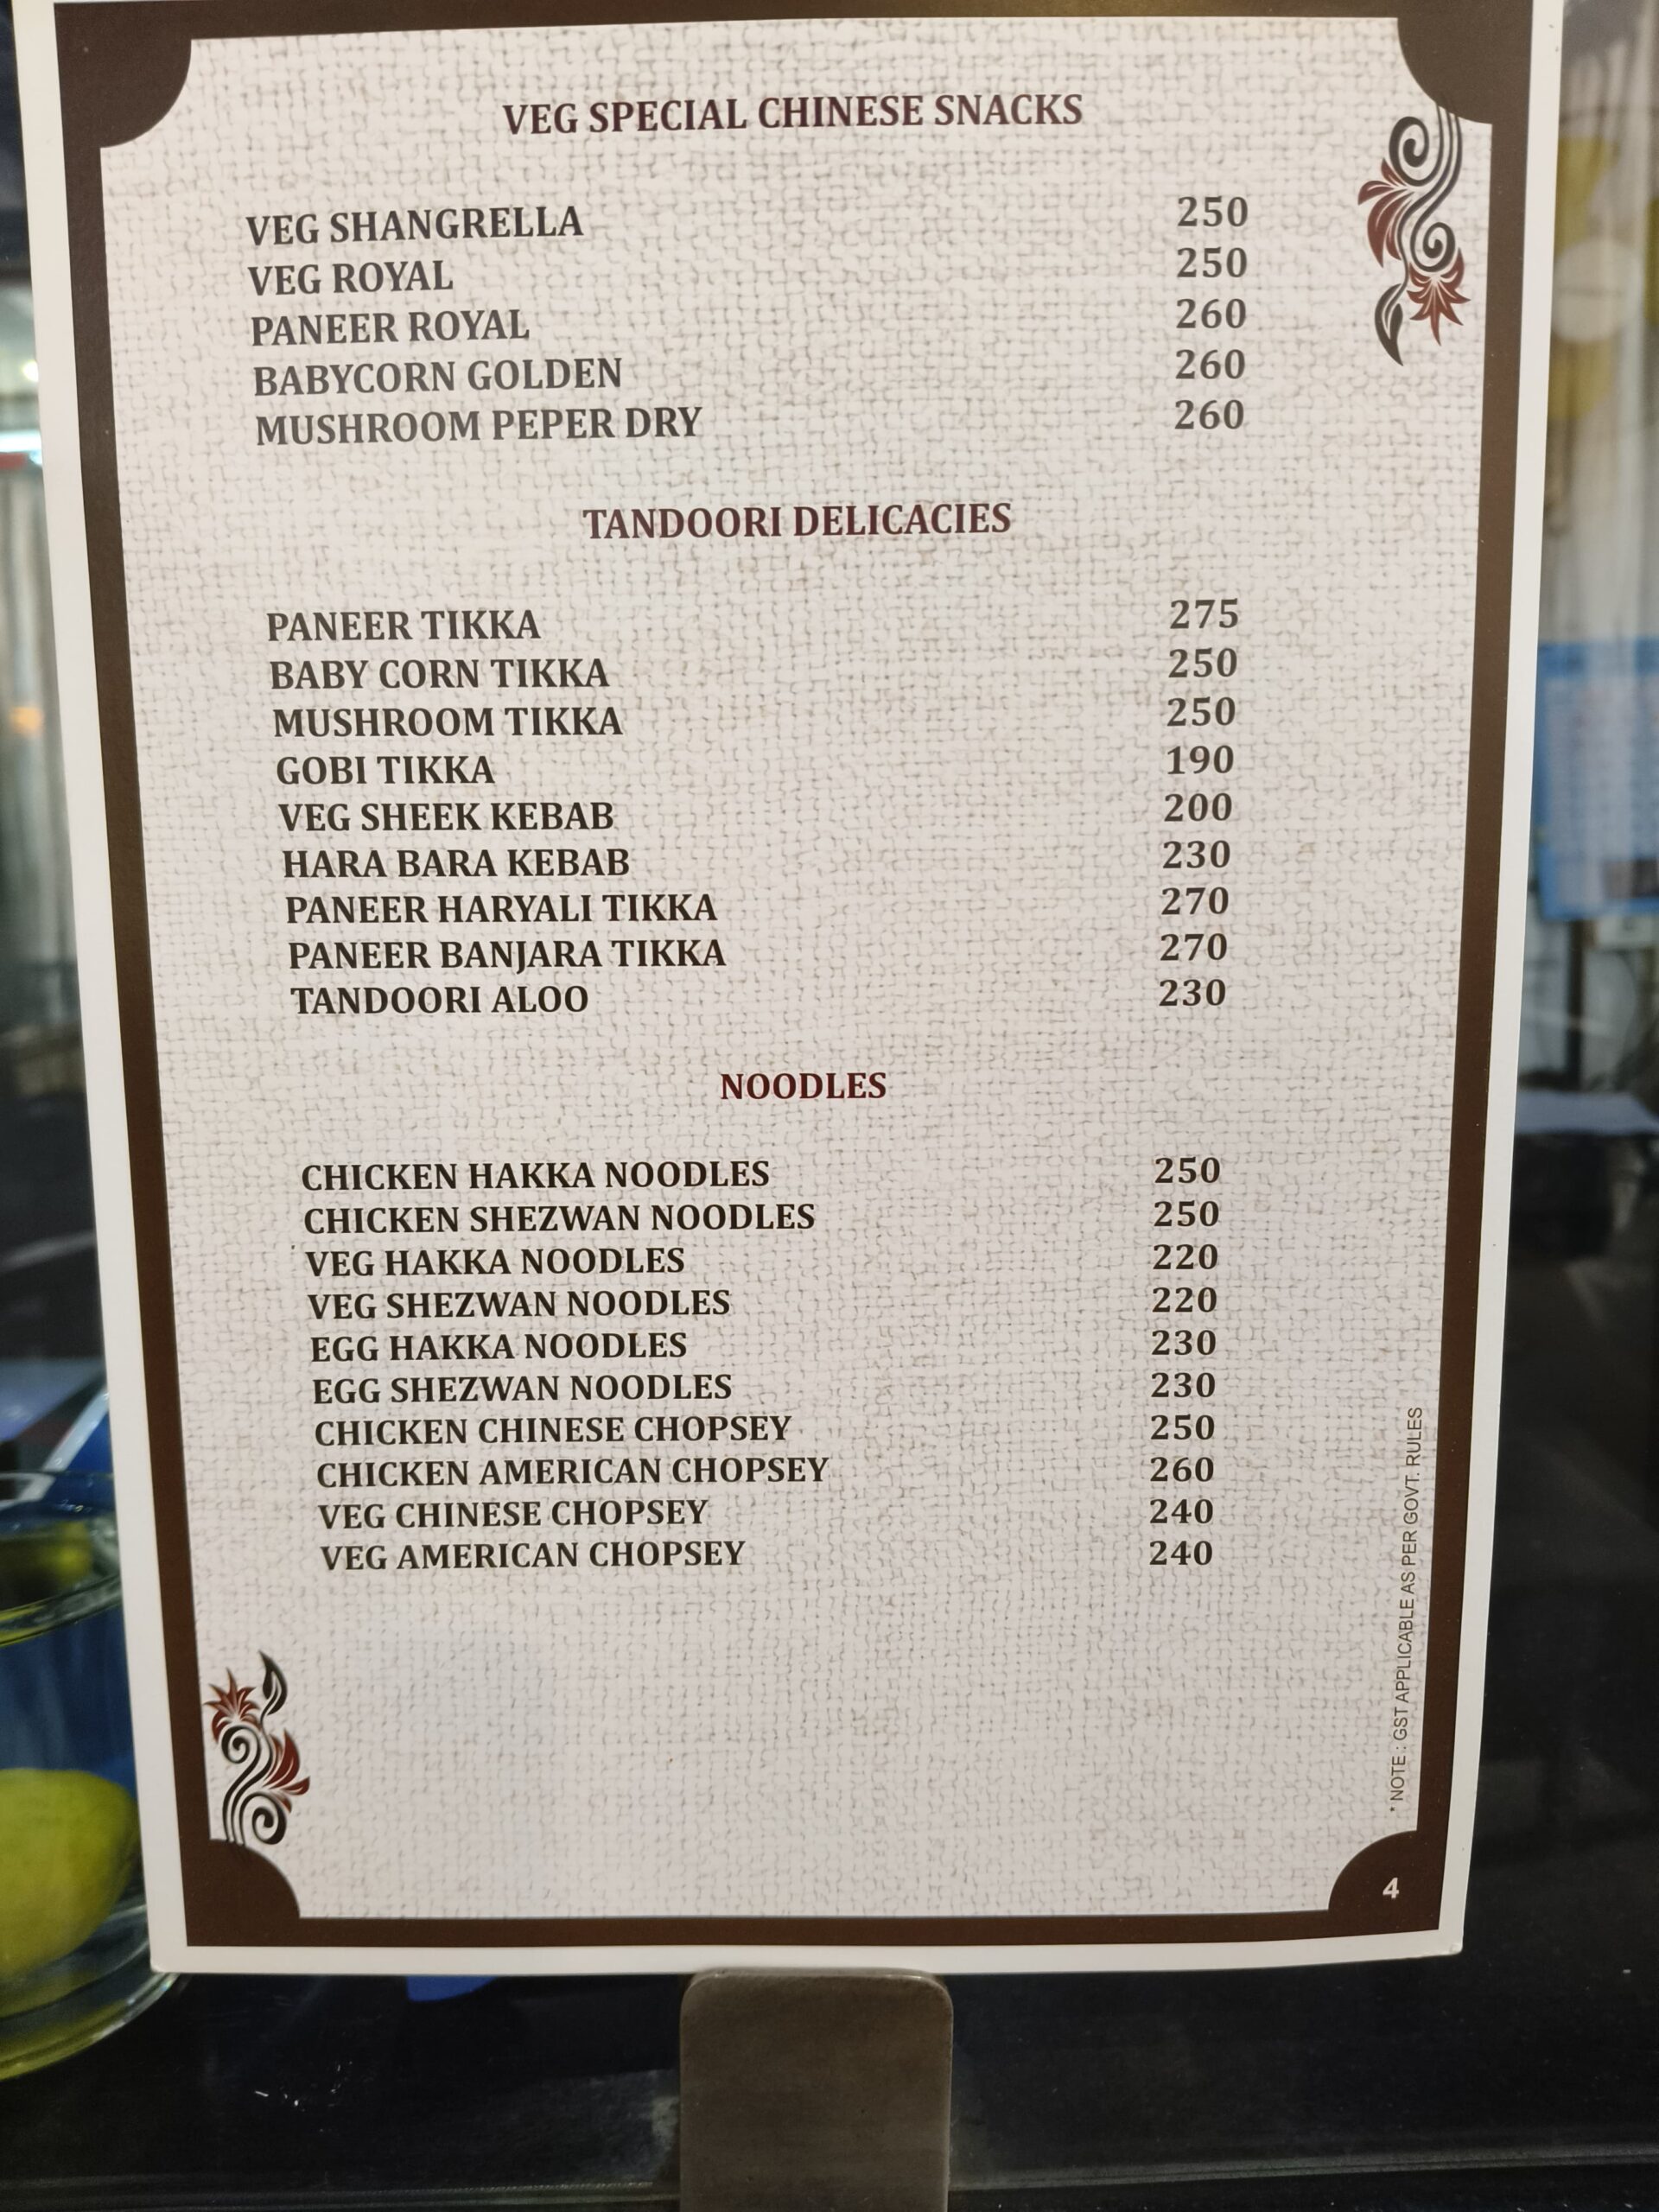 VEG SPECIAL CHINESE SNACKS
VEG SHANGRELLA 250
VEG ROYAL 250
PANEER ROYAL 260
BABYCORN GOLDEN 260
MUSHROOM PEPER DRY 260
TANDOORI DELICACIES
PANEER TIKKA 275
BABY CORN TIKKA 250
MUSHROOM TIKKA 250
GOBI TIKKA 190
VEG SHEEK KEBAB 200
HARA BARA KEBAB 230
PANEER HARYALI TIKKA 270
PANEER BANJARA TIKKA 270
TANDOORI ALOO 230
NOODLES
CHICKEN HAKKA NOODLES 250
CHICKEN SHEZWAN NOODLES 250
VEG HAKKA NOODLES 220
VEG SHEZWAN NOODLES 220
EGG HAKKA NOODLES 230
EGG SHEZWAN NOODLES 230
CHICKEN CHINESE CHOPSEY 250
CHICKEN AMERICAN CHOPSEY 260
VEG CHINESE CHOPSEY 240
VEG AMERICAN CHOPSEY 240
* NOTE : GST APPLICABLE AS PER GOVT. RULES
4